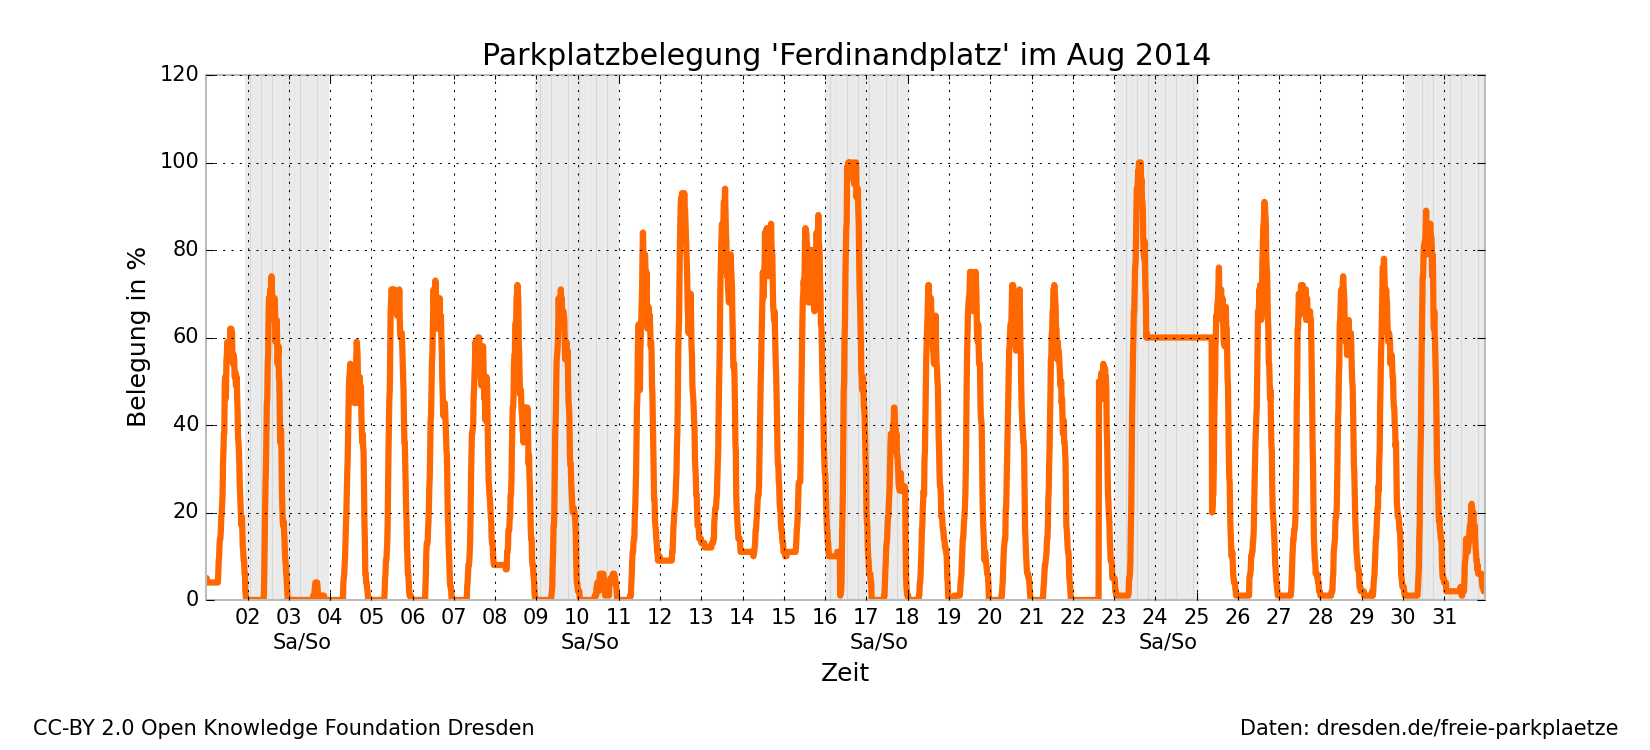 Parkplatzbelegung 'Ferdinandplatz' im Aug 2014
120
100
80
60
40
20
0
Belegung in %
02 03 04 05 06 07 08 09 10 11 12 13 14 15 16 17 18 19 20 21 22 23 24 25 26 27 28 29 30 31
Sa/So Sa/So Sa/So Sa/So
Zeit
CC-BY 2.0 Open Knowledge Foundation Dresden
Daten: dresden.de/freie-parkplaetze